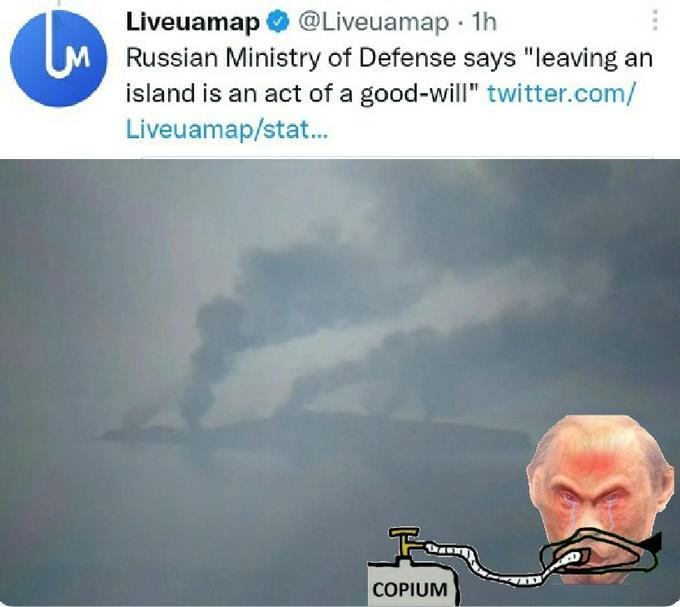 Liveuamap @Liveuamap · 1h
Russian Ministry of Defense says "leaving an
island is an act of a good-will" twitter.com/
Liveuamap/stat...
M
COPIUM